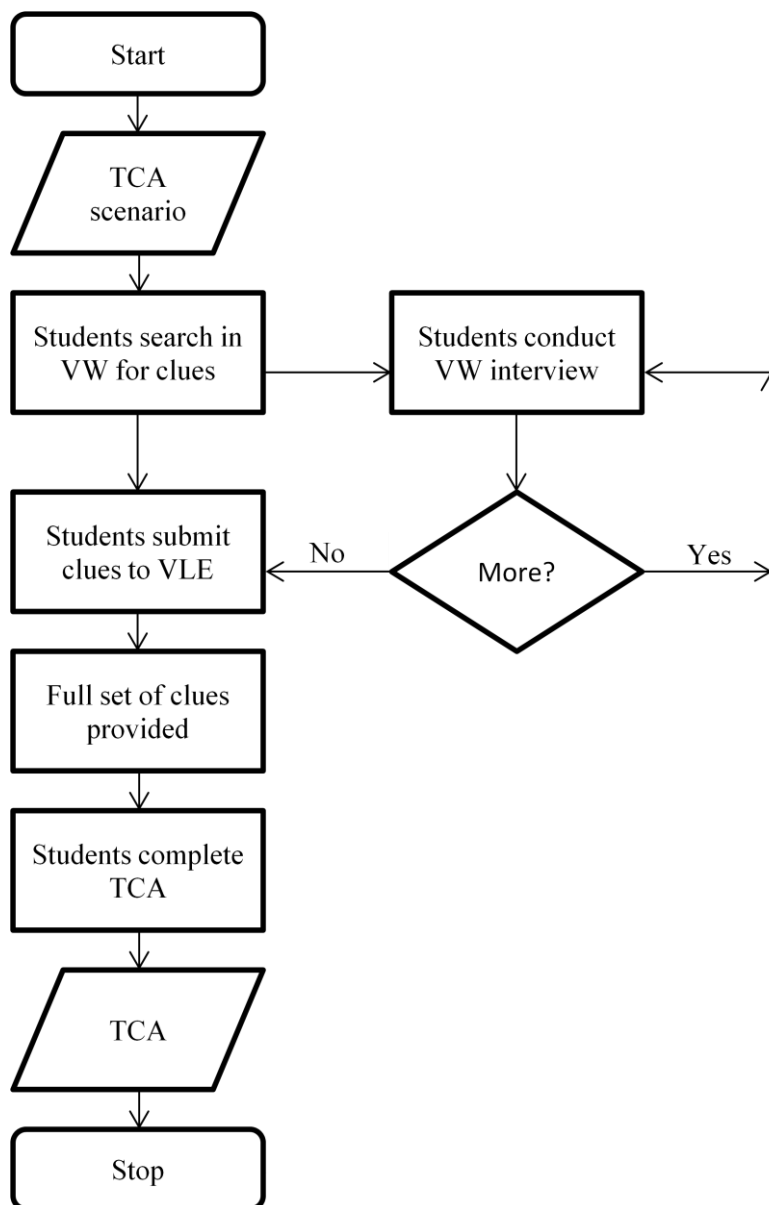 Start
TCA
scenario
Students search in
VW for clues
Students conduct
VW interview
Students submit
clues to VLE
No
More?
Yes
Full set of clues
provided
Students complete
TCA
TCA
Stop